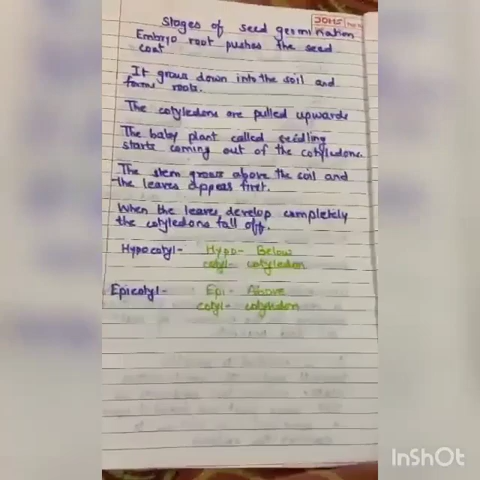 JOMS
Stages of seed germination
Embryo root pushes the seed
coat
It grows down into the soil and
forms roots.
The cotyledons are pulled upwards
The baby plant called seedling
starts coming out of the cotyledons.
The stem grows above the soil and
the leaves appear first.
When the leaves develop completely
the cotyledons fall off.
Hypocotyl- Hypo- Below
cotyl- cotyledon
Epicotyl- Epi- Above
cotyl- cotyledon
InShOt